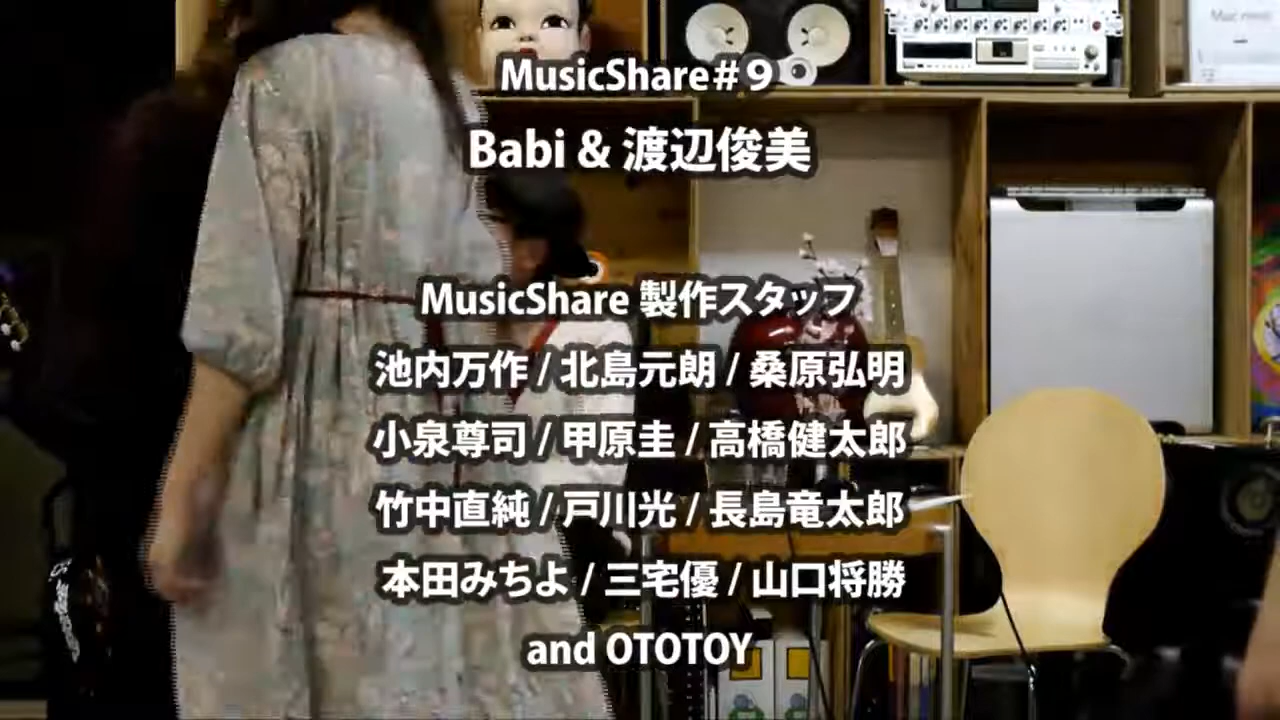 MusicShare#9
Babi & 渡辺俊美
MusicShare 製作スタッフ
池内万作 / 北島元朗 / 桑原弘明
小泉尊司 / 甲原圭 / 高橋健太郎
竹中直純 / 戸川光 / 長島竜太郎
本田みちよ / 三宅優 / 山口将勝
and OTOTOY